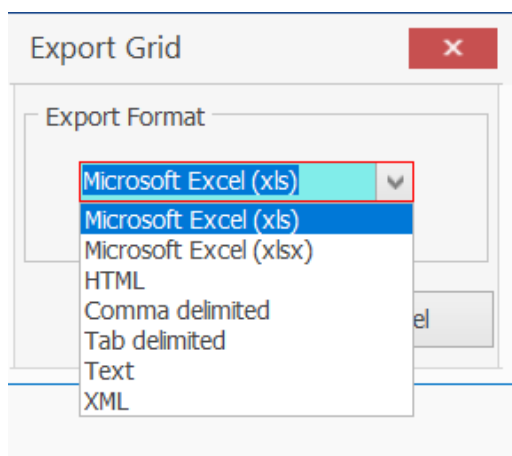 Export Grid
Export Format
Microsoft Excel (xls)
Microsoft Excel (xls)
Microsoft Excel (xlsx)
HTML
Comma delimited
Tab delimited
Text
XML
el